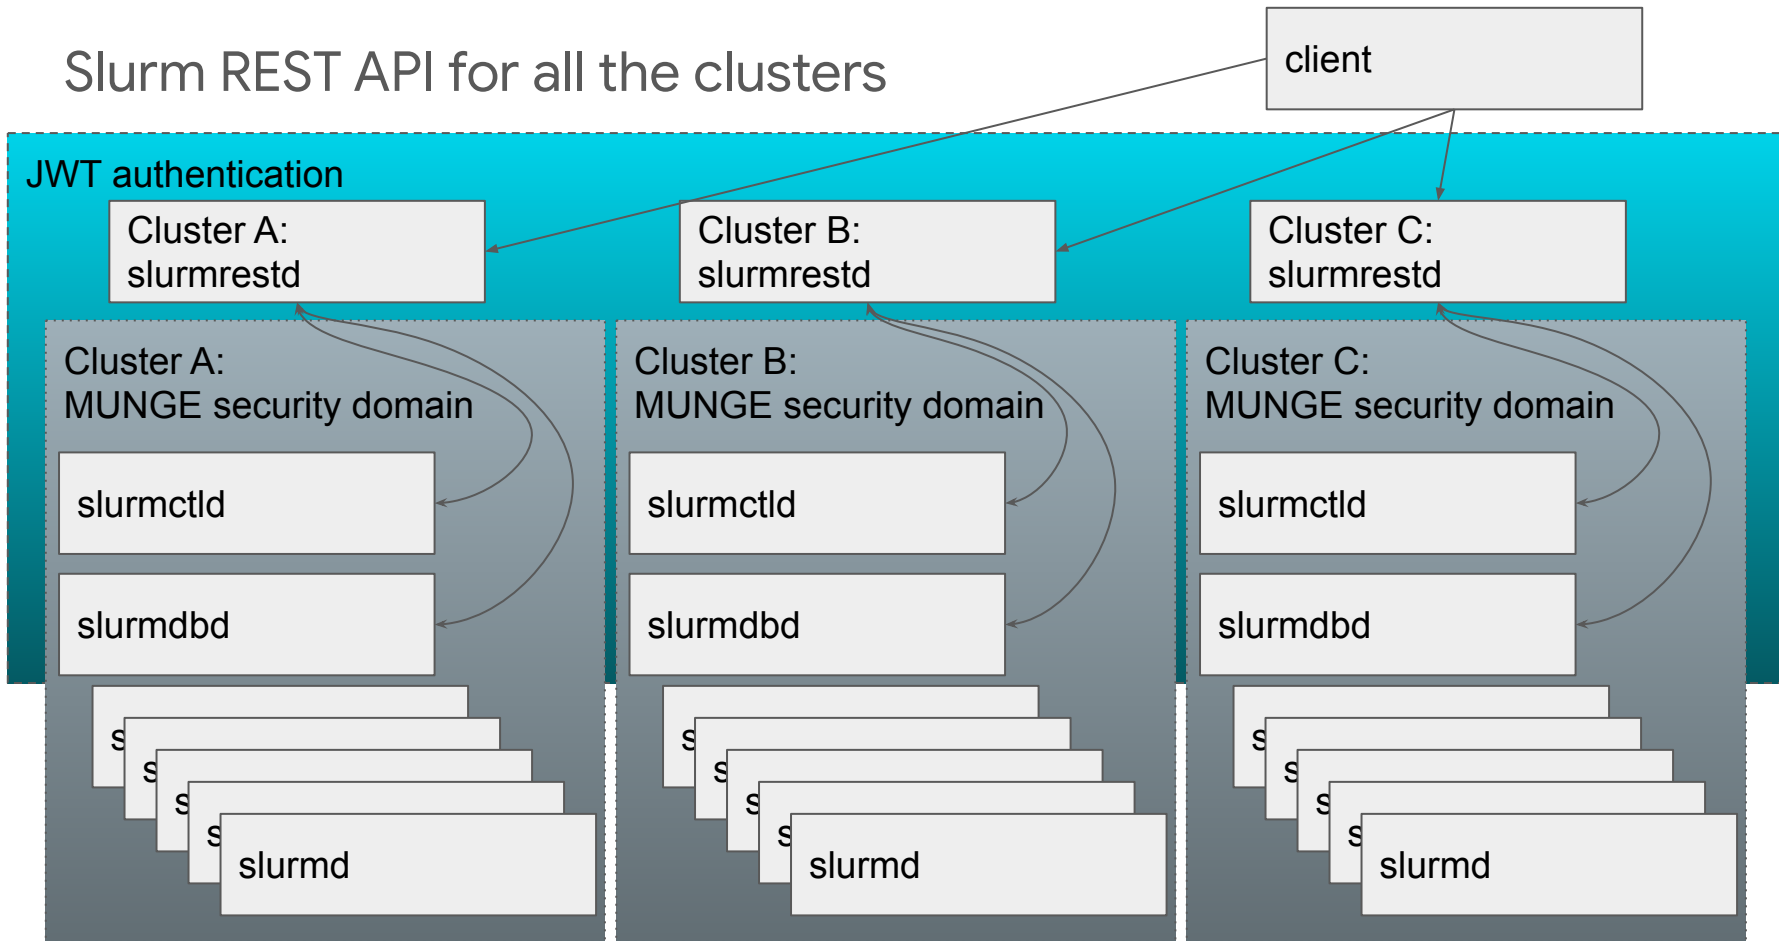 Slurm REST API for all the clusters
client
JWT authentication
Cluster A:
slurmrestd
Cluster B:
slurmrestd
Cluster C:
slurmrestd
Cluster A:
MUNGE security domain
slurmctld
slurmdbd
s
s
s
s
slurmd
Cluster B:
MUNGE security domain
slurmctld
slurmdbd
s
s
s
s
slurmd
Cluster C:
MUNGE security domain
slurmctld
slurmdbd
s
s
s
s
slurmd